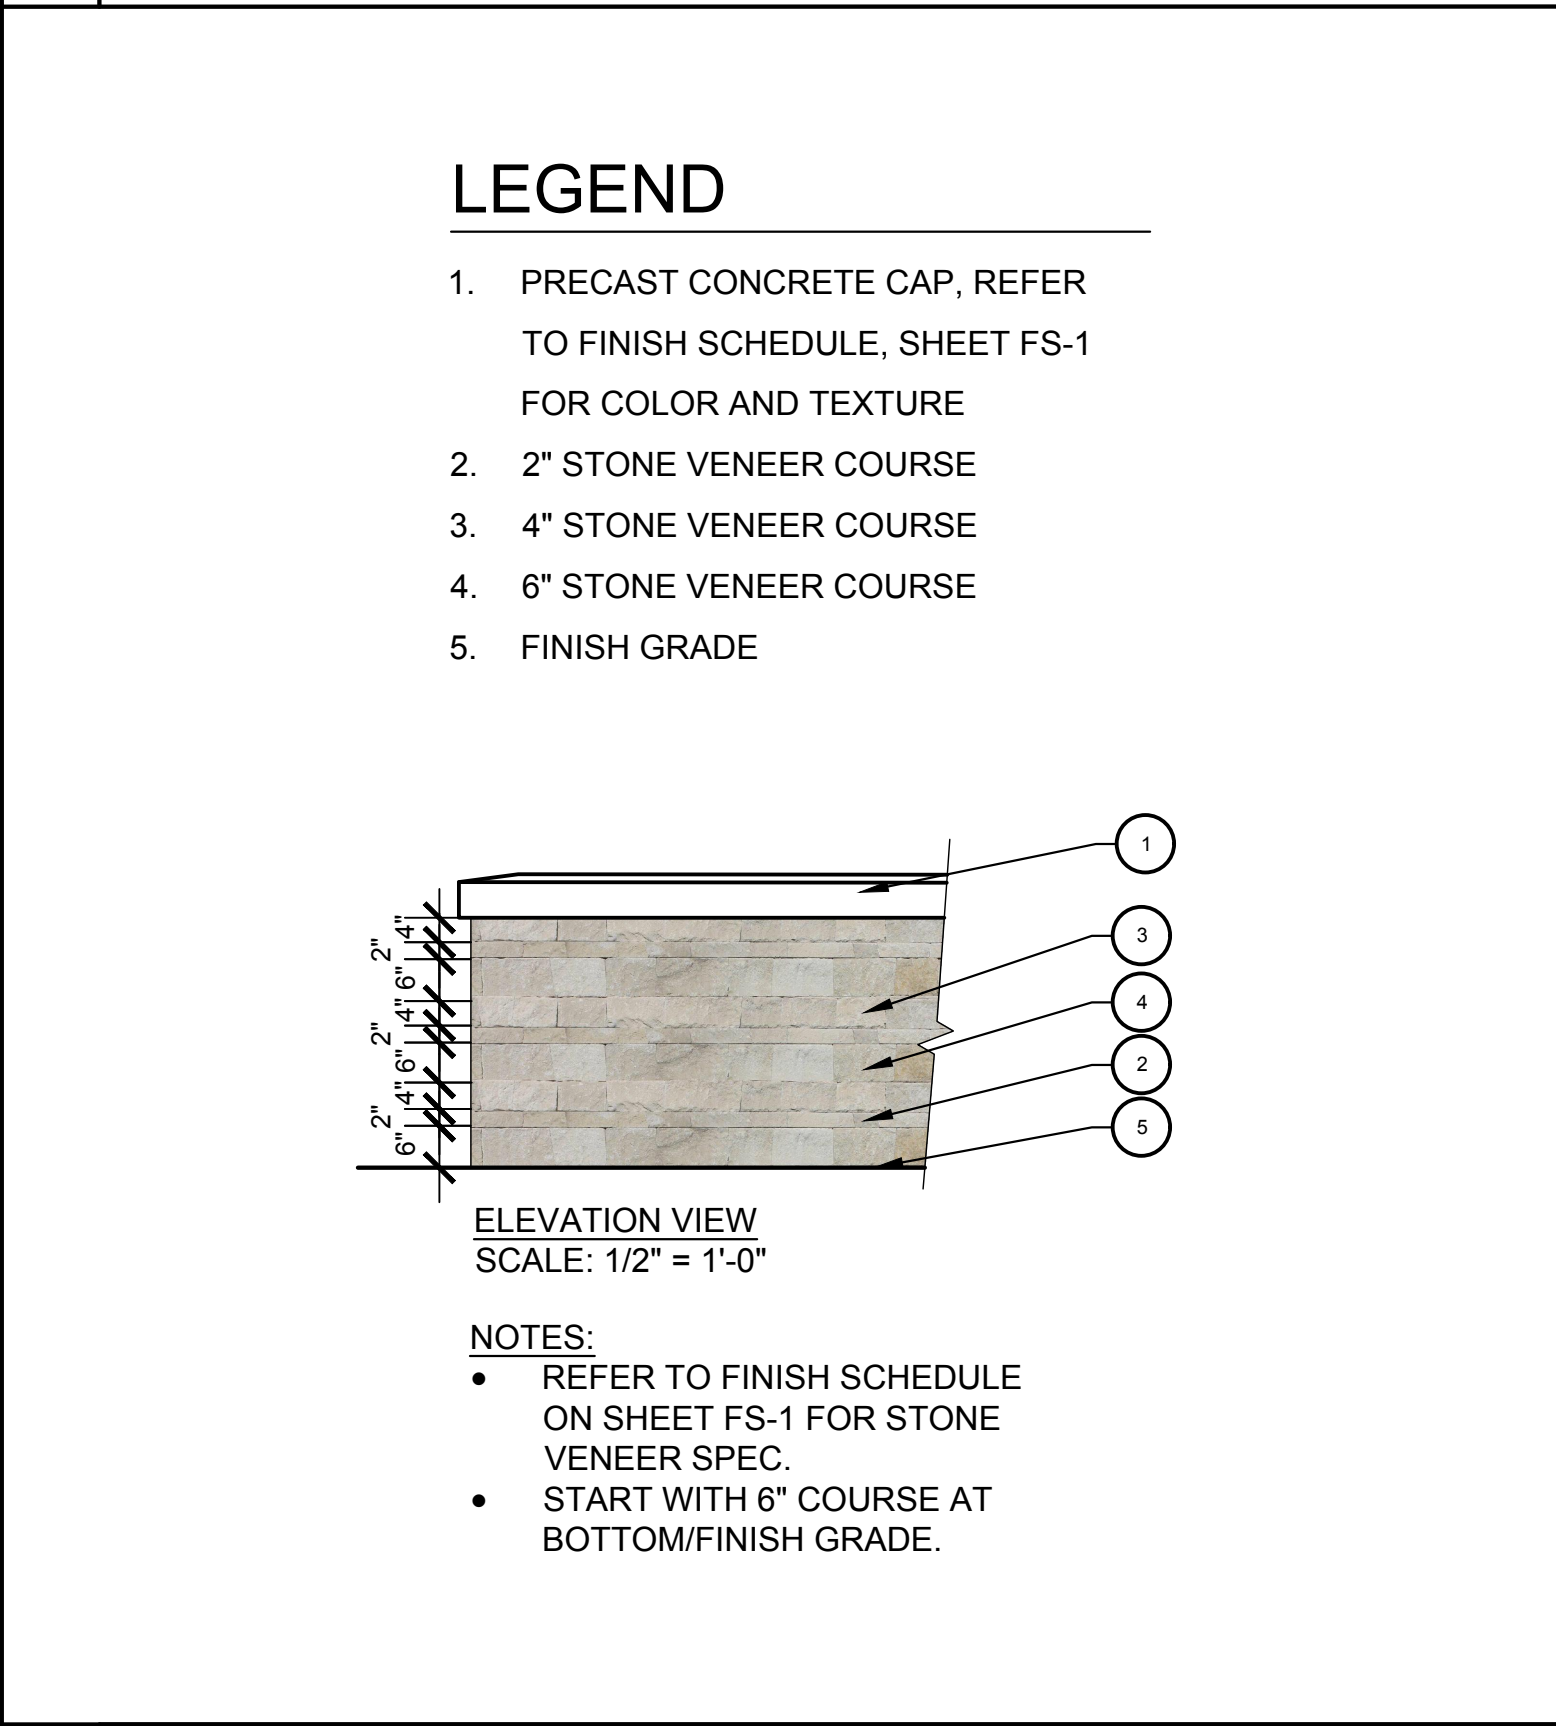 LEGEND
1. PRECAST CONCRETE CAP, REFER
TO FINISH SCHEDULE, SHEET FS-1
FOR COLOR AND TEXTURE
2. 2" STONE VENEER COURSE
3. 4" STONE VENEER COURSE
4. 6" STONE VENEER COURSE
5. FINISH GRADE
1
3
4
2
5
4"
2"
6"
4"
2"
6"
4"
2"
6"
ELEVATION VIEW
SCALE: 1/2" = 1'-0"
NOTES:
• REFER TO FINISH SCHEDULE
ON SHEET FS-1 FOR STONE
VENEER SPEC.
• START WITH 6" COURSE AT
BOTTOM/FINISH GRADE.